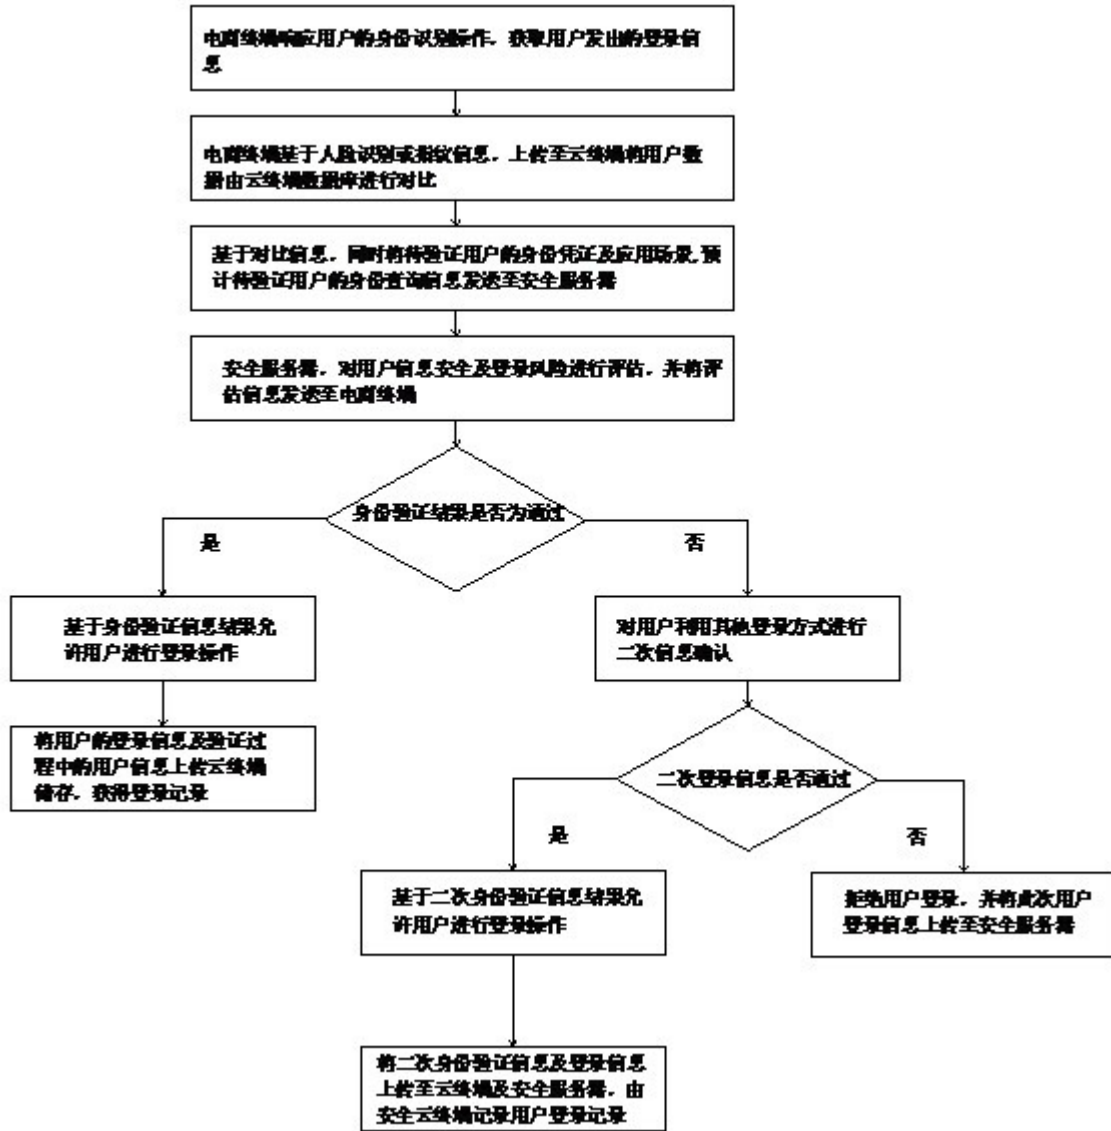 电商终端响应用户的身份识别操作，获取用户发出的登录信
息
电商终端基于人脸识别或指纹信息，上传至云终端将用户数
据由云终端数据库进行对比
基于对比信息，同时将待验证用户的身份凭证及应用场景,预
计待验证用户的身份查询信息发送至安全服务器
安全服务器，对用户信息安全及登录风险进行评估，并将评
估信息发送至电商终端
身份验证结果是否为通过
是
否
基于身份验证信息结果允
许用户进行登录操作
对用户利用其他登录方式进行
二次信息确认
将用户的登录信息及验证过
程中的用户信息上传云终端
储存，获得登录记录
二次登录信息是否通过
是
否
基于二次身份验证信息结果允
许用户进行登录操作
拒绝用户登录，并将此次用户
登录信息上传至安全服务器
将二次身份验证信息及登录信息
上传至云终端及安全服务器，由
安全云终端记录用户登录记录